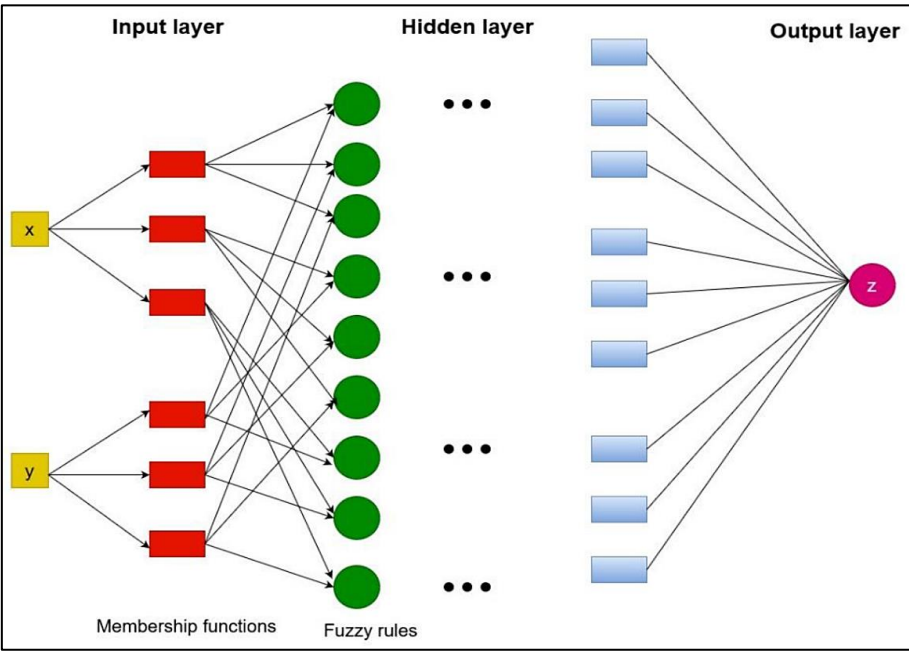 Input layer
Hidden layer
Output layer
x
y
z
Membership functions
Fuzzy rules